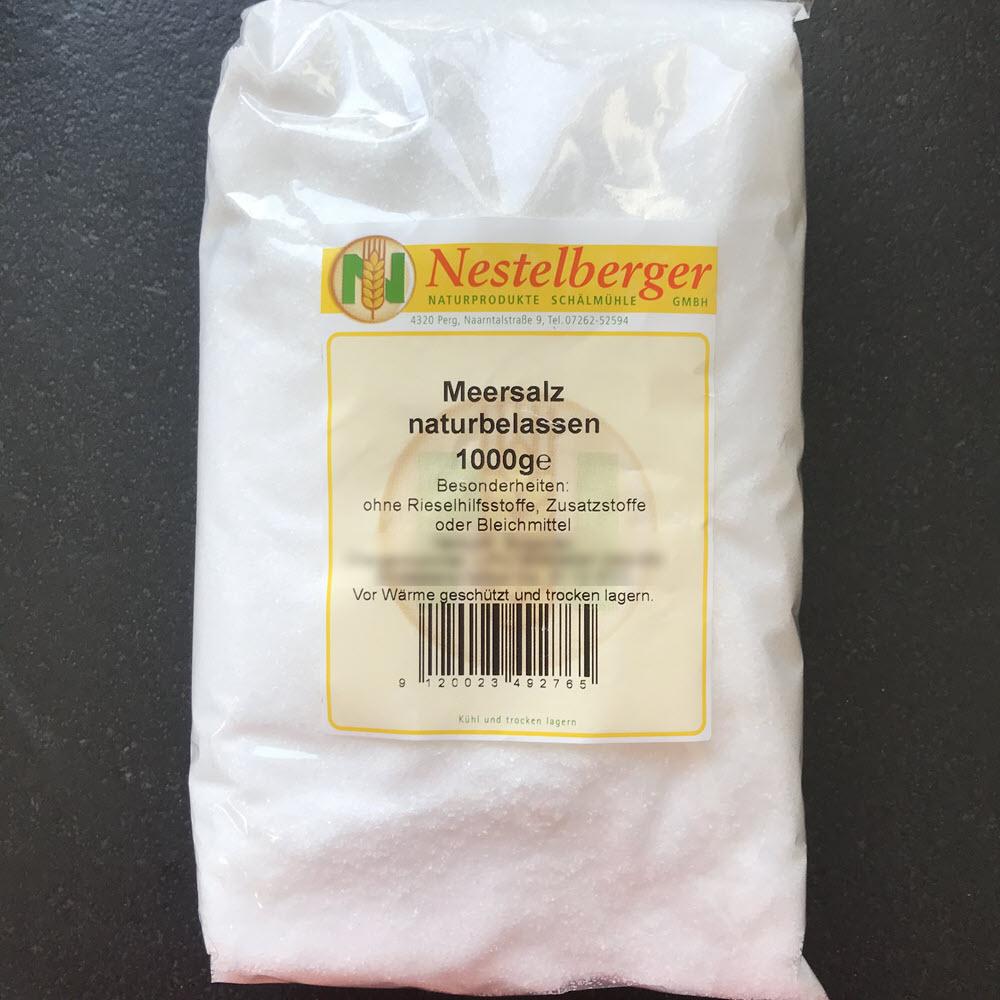 N
Nestelberger
NATURPRODUKTE SCHÄLMÜHLE GMBH
4320 Perg, Naarntalstraße 9, Tel. 07262-52594
Meersalz
naturbelassen
1000g℮
Besonderheiten:
ohne Rieselhilfsstoffe, Zusatzstoffe
oder Bleichmittel
Vor Wärme geschützt und trocken lagern.
9 120023 492765
Kühl und trocken lagern